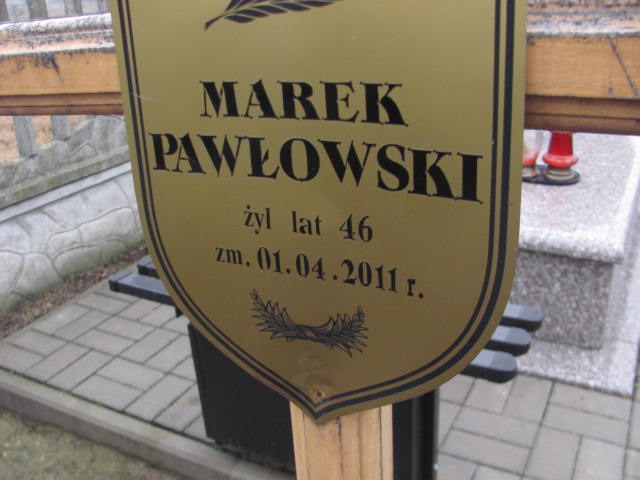 MAREK
PAWŁOWSKI
żył lat 46
zm. 01.04.2011 r.